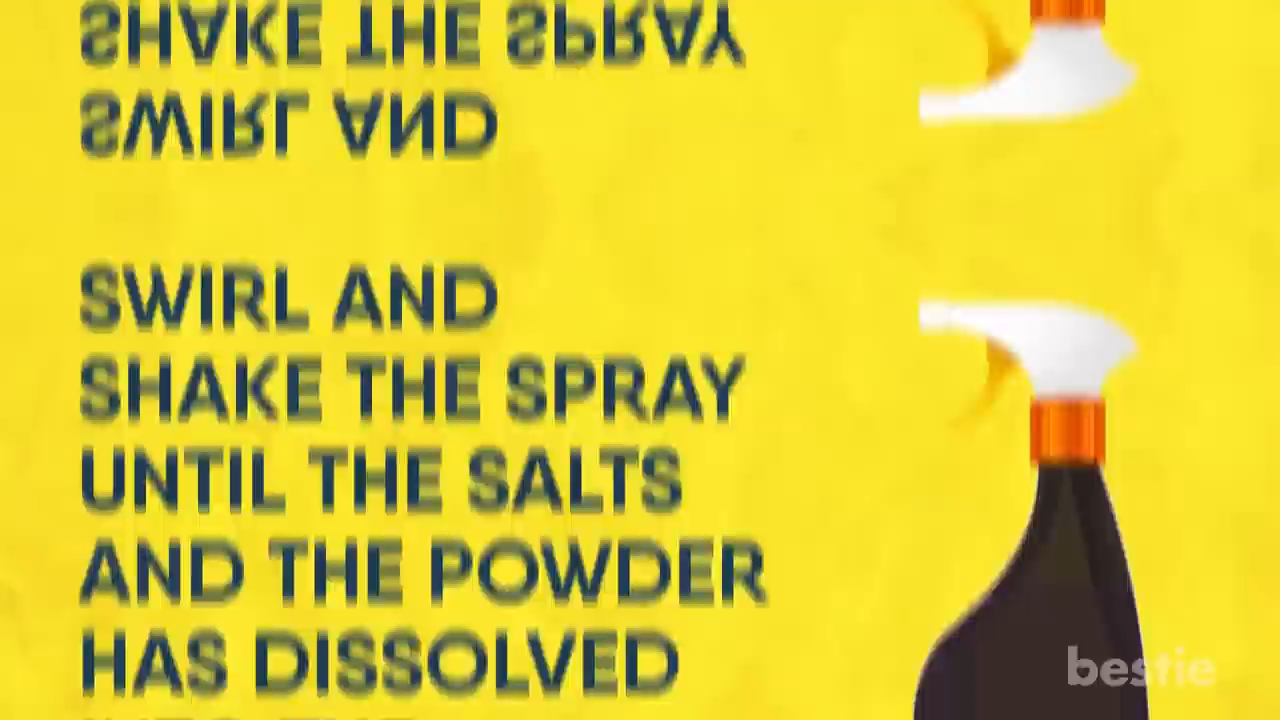 SHAKE THE SPRAY
SWIRL AND
SWIRL AND
SHAKE THE SPRAY
UNTIL THE SALTS
AND THE POWDER
HAS DISSOLVED
bestie